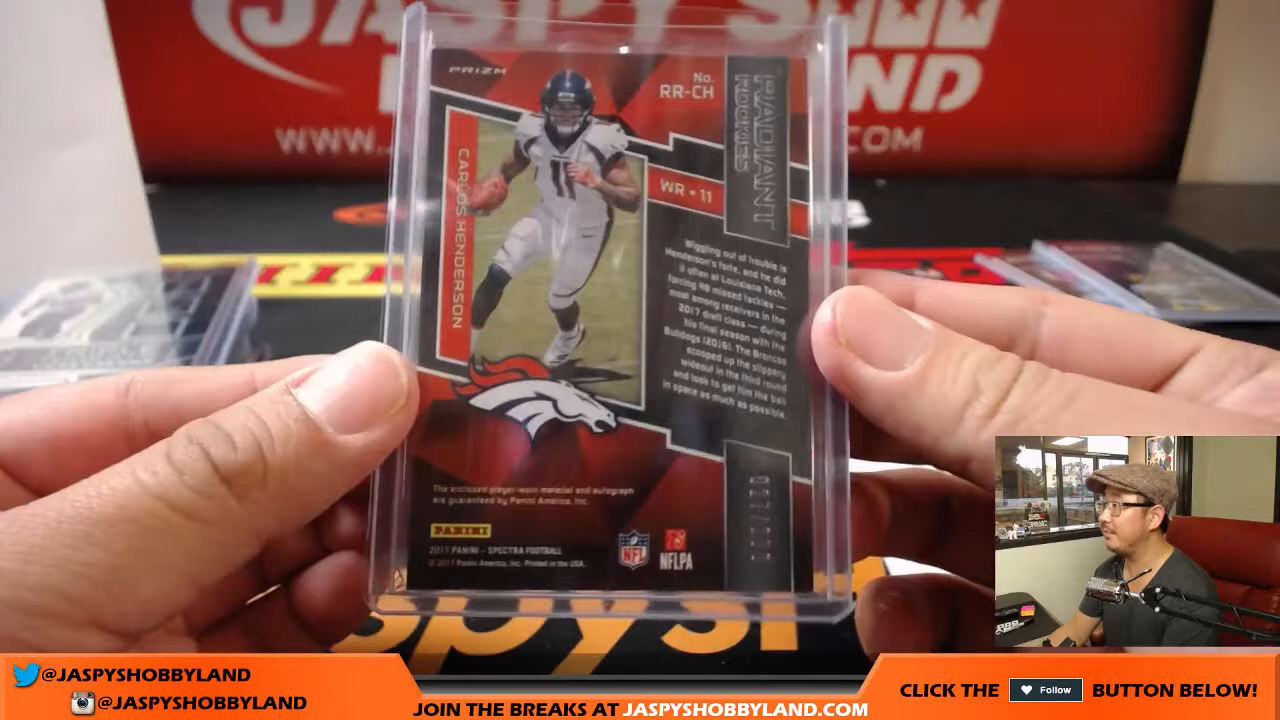 JASPY'S
LAND
WWW.
COM
PRIZM
No.
RR-CH
RADIANT
ROOKIES
WR • 11
CARLOS HENDERSON
11
Wiggling out of trouble is
Henderson's forte, and he did
it often at Louisiana Tech,
forcing 48 missed tackles —
most among receivers in the
2017 draft class — during
his final season with the
Bulldogs (2016). The Broncos
scooped up the slippery
wideout in the third round
and look to get him the ball
in space as much as possible.
The enclosed player-worn material and autograph
are guaranteed by Panini America, Inc.
PANINI
2017 PANINI – SPECTRA FOOTBALL
© 2017 Panini America, Inc. Printed in the USA.
NFL
NFLPA
@JASPYSHOBBYLAND
@JASPYSHOBBYLAND
JOIN THE BREAKS AT JASPYSHOBBYLAND.COM
CLICK THE Follow BUTTON BELOW!